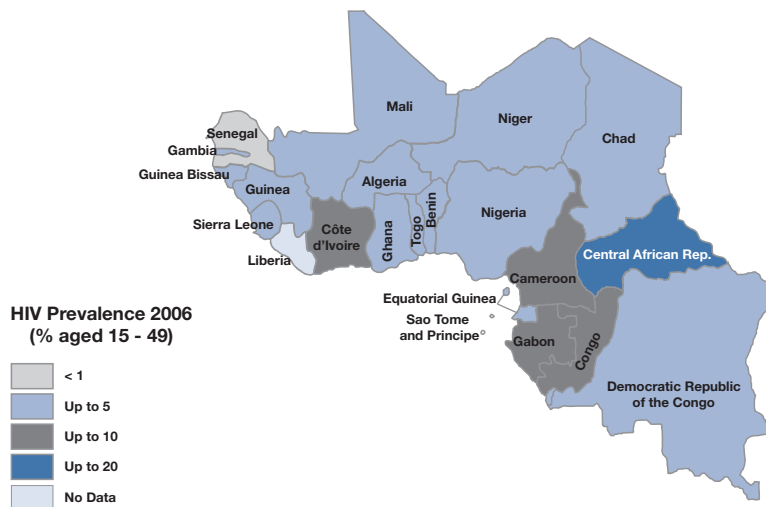 Mali
Niger
Chad
Senegal
Gambia
Guinea Bissau
Guinea
Algeria
Benin
Nigeria
Sierra Leone
Côte
d'Ivoire
Ghana
Togo
Liberia
Central African Rep.
Cameroon
Equatorial Guinea
Sao Tome
and Principe
Gabon
Congo
Democratic Republic
of the Congo
HIV Prevalence 2006
(% aged 15 - 49)
< 1
Up to 5
Up to 10
Up to 20
No Data